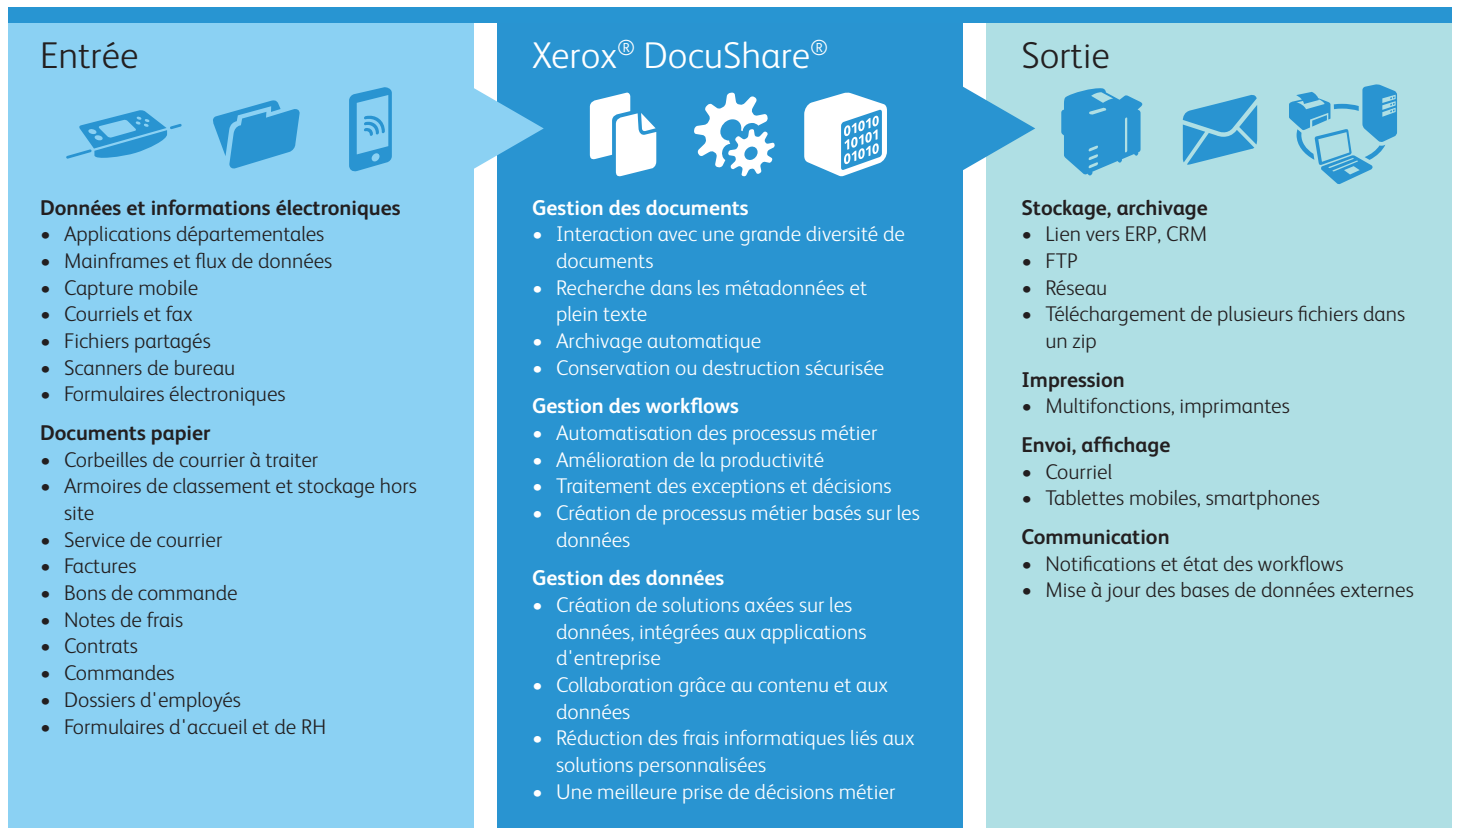 Entrée
Données et informations électroniques
• Applications départementales
• Mainframes et flux de données
• Capture mobile
• Courriels et fax
• Fichiers partagés
• Scanners de bureau
• Formulaires électroniques
Documents papier
• Corbeilles de courrier à traiter
• Armoires de classement et stockage hors
site
• Service de courrier
• Factures
• Bons de commande
• Notes de frais
• Contrats
• Commandes
• Dossiers d'employés
• Formulaires d'accueil et de RH
Xerox® DocuShare®
01010
10101
01010
Gestion des documents
• Interaction avec une grande diversité de
documents
• Recherche dans les métadonnées et
plein texte
• Archivage automatique
• Conservation ou destruction sécurisée
Gestion des workflows
• Automatisation des processus métier
• Amélioration de la productivité
• Traitement des exceptions et décisions
• Création de processus métier basés sur les
données
Gestion des données
• Création de solutions axées sur les
données, intégrées aux applications
d'entreprise
• Collaboration grâce au contenu et aux
données
• Réduction des frais informatiques liés aux
solutions personnalisées
• Une meilleure prise de décisions métier
Sortie
Stockage, archivage
• Lien vers ERP, CRM
• FTP
• Réseau
• Téléchargement de plusieurs fichiers dans
un zip
Impression
• Multifonctions, imprimantes
Envoi, affichage
• Courriel
• Tablettes mobiles, smartphones
Communication
• Notifications et état des workflows
• Mise à jour des bases de données externes